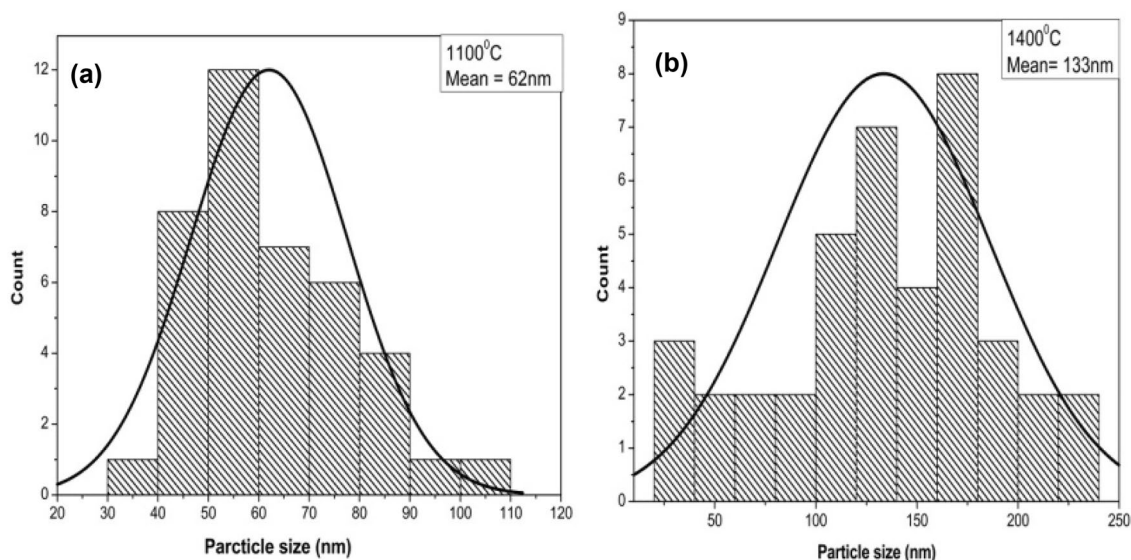 (a)
1100⁰C
Mean = 62nm
12
10
8
6
4
2
0
Count
20 30 40 50 60 70 80 90 100 110 120
Parcticle size (nm)
(b)
1400⁰C
Mean= 133nm
9
8
7
6
5
4
3
2
1
0
Count
50 100 150 200 250
Particle size (nm)